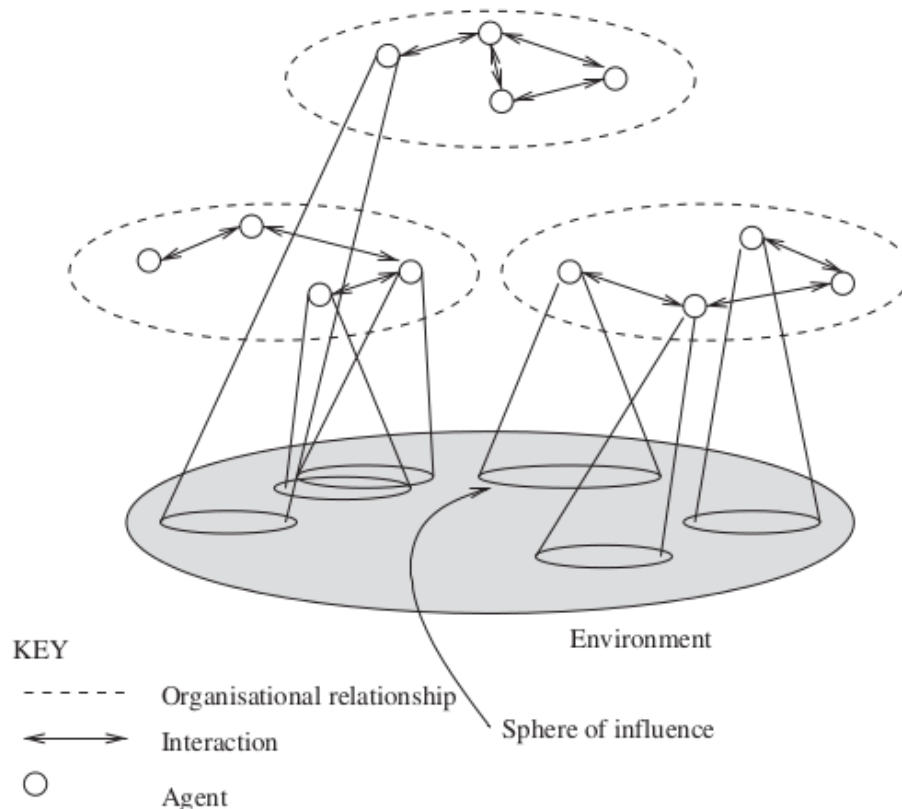 Environment
KEY
Organisational relationship
Sphere of influence
Interaction
Agent